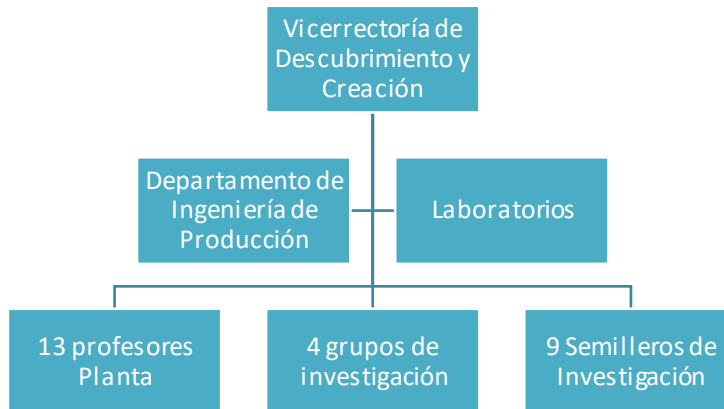 Vicerrectoría de
Descubrimiento y
Creación
Departamento de
Ingeniería de
Producción
Laboratorios
13 profesores
Planta
4 grupos de
investigación
9 Semilleros de
Investigación